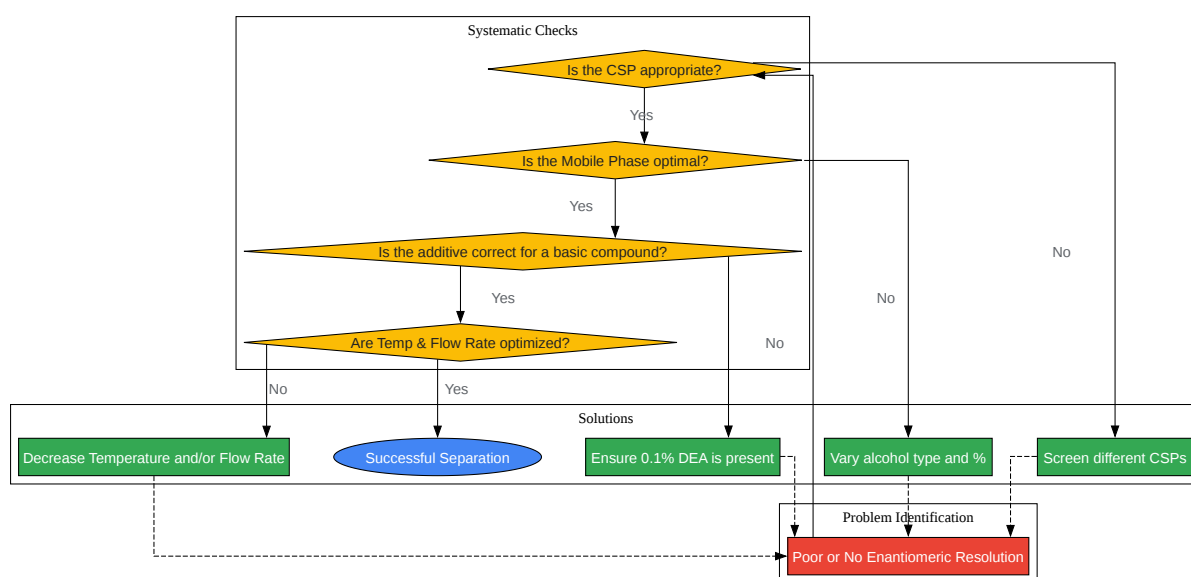 Systematic Checks
Is the CSP appropriate?
Yes
Is the Mobile Phase optimal?
Yes
Is the additive correct for a basic compound?
No
Yes
No
Are Temp & Flow Rate optimized?
No
No
Yes
Solutions
Decrease Temperature and/or Flow Rate
Successful Separation
Ensure 0.1% DEA is present
Vary alcohol type and %
Screen different CSPs
Problem Identification
Poor or No Enantiomeric Resolution